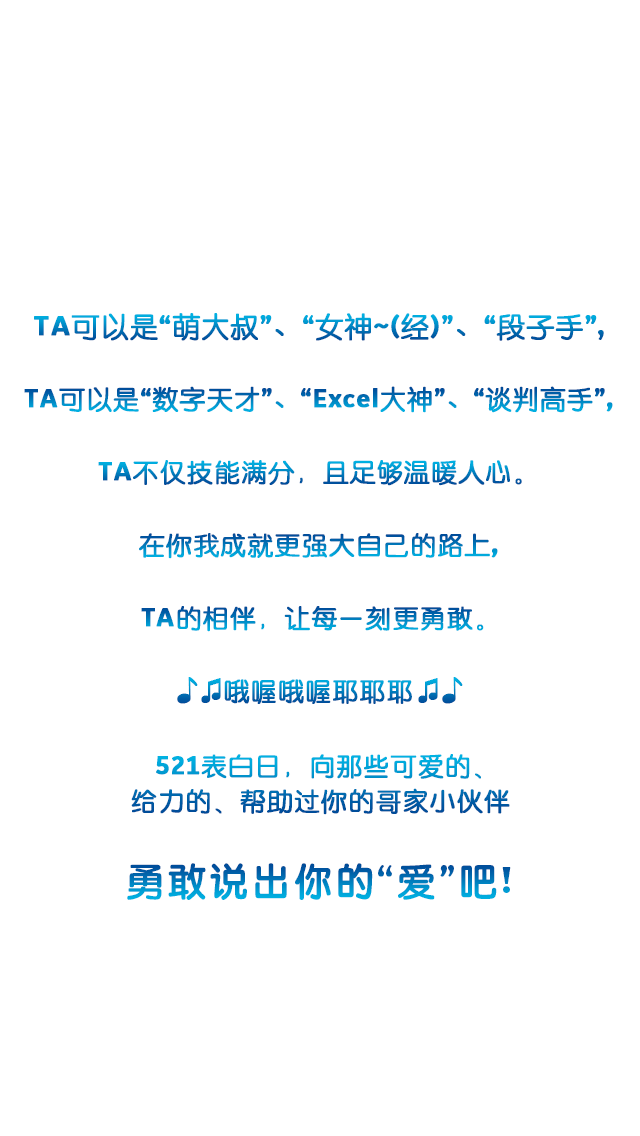 TA可以是“萌大叔”、“女神~(经)”、“段子手”,
TA可以是“数字天才”、“Excel大神”、“谈判高手”,
TA不仅技能满分，且足够温暖人心。
在你我成就更强大自己的路上,
TA的相伴，让每一刻更勇敢。
♪♫哦喔哦喔耶耶耶♫♪
521表白日，向那些可爱的、
给力的、帮助过你的哥家小伙伴
勇敢说出你的“爱”吧!